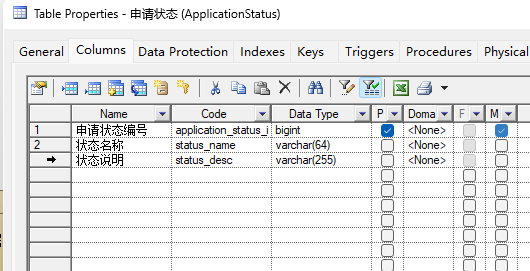 Table Properties - 申请状态 (ApplicationStatus)
General Columns Data Protection Indexes Keys Triggers Procedures Physical
Name Code Data Type P Doma F M
1 申请状态编号 application_status_i bigint <None>
2 状态名称 status_name varchar(64) <None>
状态说明 status_desc varchar(255) <None>